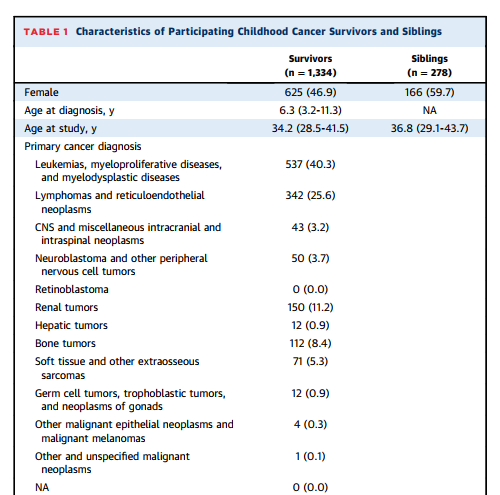 TABLE 1 Characteristics of Participating Childhood Cancer Survivors and Siblings
Survivors Siblings
(n = 1,334) (n = 278)
Female 625 (46.9) 166 (59.7)
Age at diagnosis, y 6.3 (3.2-11.3) NA
Age at study, y 34.2 (28.5-41.5) 36.8 (29.1-43.7)
Primary cancer diagnosis
Leukemias, myeloproliferative diseases, 537 (40.3)
and myelodysplastic diseases
Lymphomas and reticuloendothelial 342 (25.6)
neoplasms
CNS and miscellaneous intracranial and 43 (3.2)
intraspinal neoplasms
Neuroblastoma and other peripheral 50 (3.7)
nervous cell tumors
Retinoblastoma 0 (0.0)
Renal tumors 150 (11.2)
Hepatic tumors 12 (0.9)
Bone tumors 112 (8.4)
Soft tissue and other extraosseous 71 (5.3)
sarcomas
Germ cell tumors, trophoblastic tumors, 12 (0.9)
and neoplasms of gonads
Other malignant epithelial neoplasms and 4 (0.3)
malignant melanomas
Other and unspecified malignant 1 (0.1)
neoplasms
NA 0 (0.0)